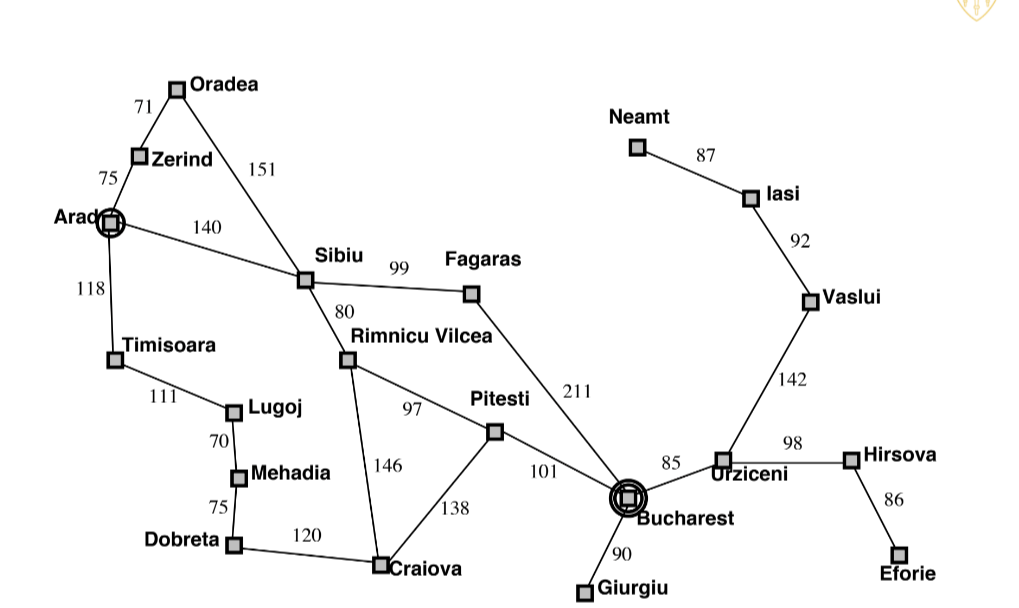 Oradea
71
Neamt
87
Zerind
151
75
Iasi
Arad
140
92
Sibiu
99
Fagaras
118
80
Vaslui
Timisoara
Rimnicu Vilcea
142
111
Lugoj
97
Pitesti
211
70
98
Hirsova
146
101
85
Mehadia
Urziceni
75
138
86
Bucharest
Dobreta
120
90
Craiova
Giurgiu
Eforie